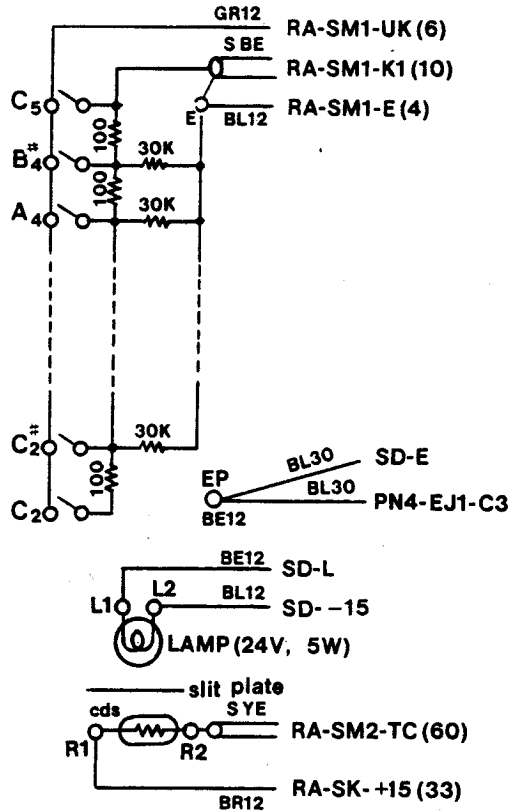 GR12
RA-SM1-UK (6)
S BE
RA-SM1-K1 (10)
C5
E
BL12
RA-SM1-E (4)
100
B#4
30K
100
A4
30K
C#2
30K
100
C2
EP
BL30
SD-E
BL30
PN4-EJ1-C3
BE12
BE12
SD-L
L1
L2
BL12
SD- -15
LAMP (24V, 5W)
slit plate
cds
S YE
R1
R2
RA-SM2-TC (60)
BR12
RA-SK- +15 (33)